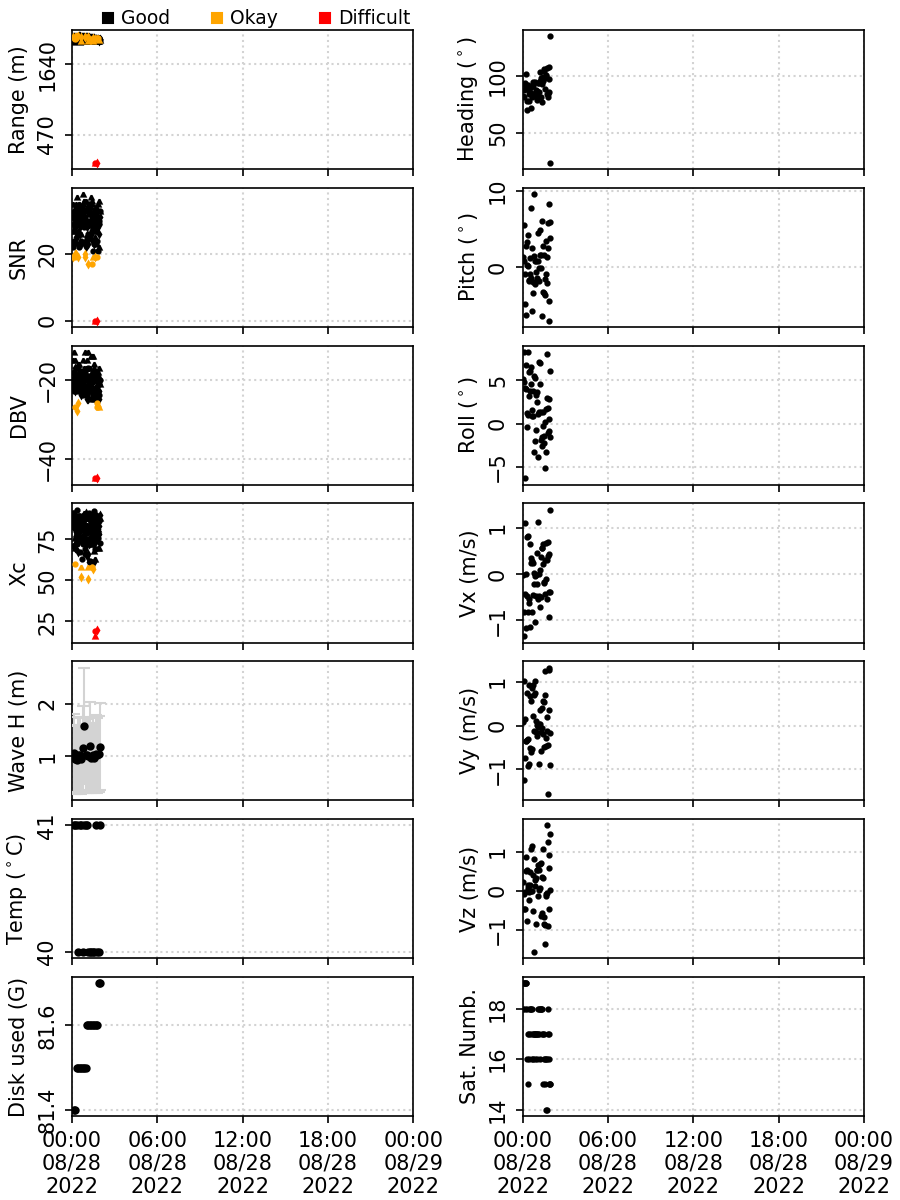 Good Okay Difficult
Range (m)
1640
470
Heading (°)
100
50
SNR
20
0
Pitch (°)
10
0
DBV
−20
−40
Roll (°)
5
0
−5
Xc
75
50
25
Vx (m/s)
1
0
−1
Wave H (m)
2
1
Vy (m/s)
1
0
−1
Temp (°C)
41
40
Vz (m/s)
1
0
−1
Disk used (G)
81.6
81.4
Sat. Numb.
18
16
14
00:00 06:00 12:00 18:00 00:00
08/28 08/28 08/28 08/28 08/29
2022 2022 2022 2022 2022
00:00 06:00 12:00 18:00 00:00
08/28 08/28 08/28 08/28 08/29
2022 2022 2022 2022 2022